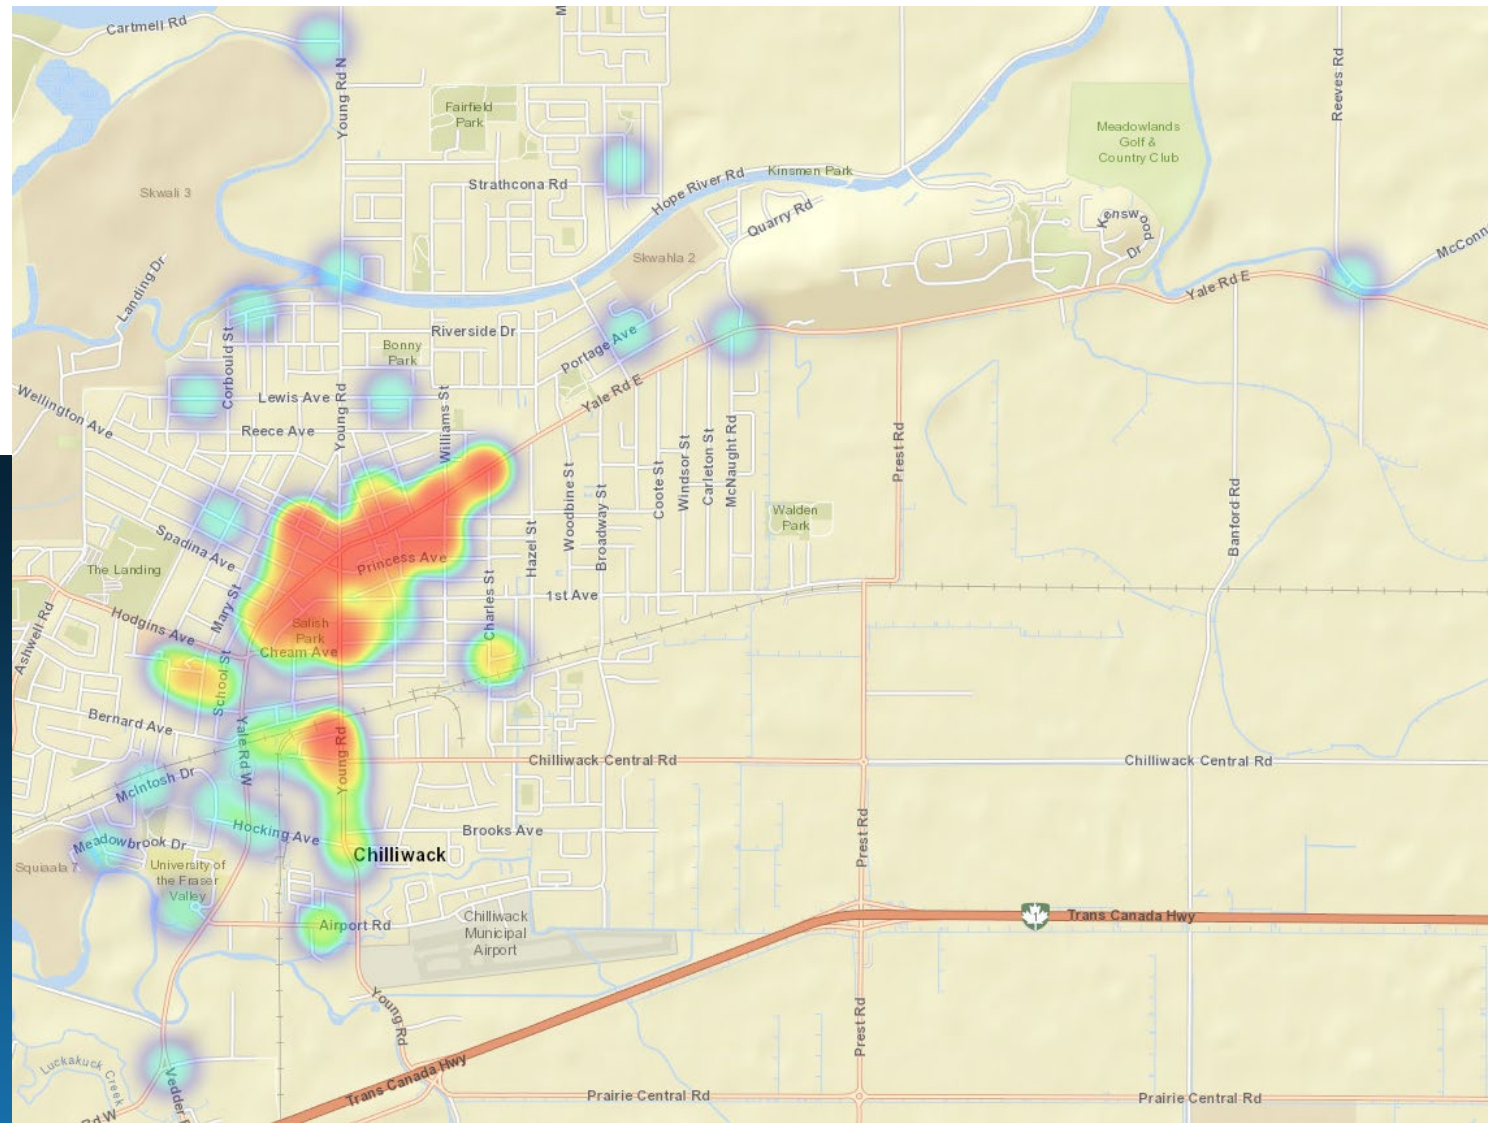 Cartmell Rd
M
Young Rd N
Reeves Rd
Fairfield
Park
Meadowlands
Golf &
Country Club
Skwali 3
Strathcona Rd
Kinsmen Park
Hope River Rd
Quarry Rd
Kenswood
Dr
McConn
Skwahla 2
Landing Dr
Yale Rd E
Riverside Dr
Corbould St
Bonny
Park
Portage Ave
Lewis Ave
Young Rd
Williams St
Yale Rd E
Wellington Ave
Reece Ave
Prest Rd
Woodbine St
Broadway St
Coote St
Windsor St
Carleton St
McNaught Rd
Walden
Park
Banford Rd
Spadina Ave
Hazel St
Princess Ave
The Landing
Charles St
1st Ave
Ashwell Rd
Hodgins Ave
Mary St
Salish
Park
Cheam Ave
School St
Bernard Ave
Yale Rd W
Young Rd
Chilliwack Central Rd
Chilliwack Central Rd
McIntosh Dr
Hocking Ave
Brooks Ave
Prest Rd
Meadowbrook Dr
Chilliwack
Squiaala 7
University of
the Fraser
Valley
Airport Rd
Chilliwack
Municipal
Airport
1
Trans Canada Hwy
Young Rd
Prest Rd
Luckakuck
Creek
Vedder R
Trans Canada Hwy
Prairie Central Rd
Prairie Central Rd
Rd W